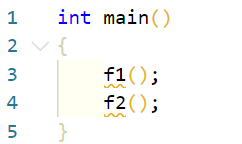 1 int main()
2 {
3     f1();
4     f2();
5 }